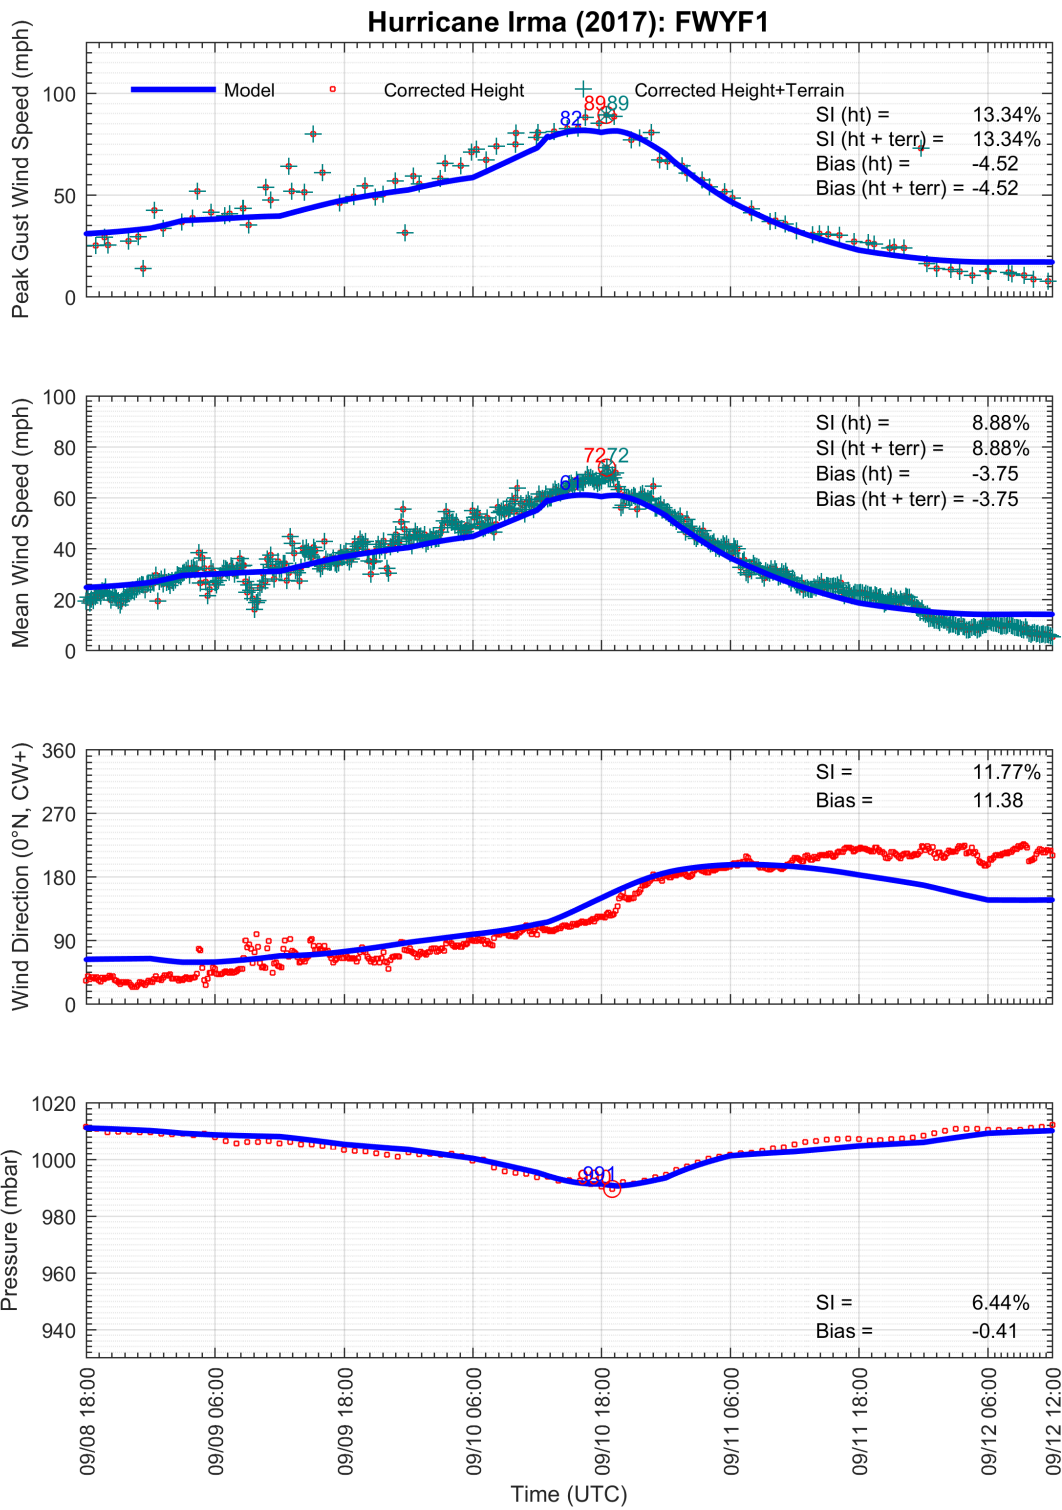 Hurricane Irma (2017): FWYF1
Peak Gust Wind Speed (mph)
100
50
0
Model
Corrected Height
Corrected Height+Terrain
82
89
89
SI (ht) = 13.34%
SI (ht + terr) = 13.34%
Bias (ht) = -4.52
Bias (ht + terr) = -4.52
Mean Wind Speed (mph)
100
80
60
40
20
0
61
72
72
SI (ht) = 8.88%
SI (ht + terr) = 8.88%
Bias (ht) = -3.75
Bias (ht + terr) = -3.75
Wind Direction (0°N, CW+)
360
270
180
90
0
SI = 11.77%
Bias = 11.38
Pressure (mbar)
1020
1000
980
960
940
991
SI = 6.44%
Bias = -0.41
09/08 18:00
09/09 06:00
09/09 18:00
09/10 06:00
09/10 18:00
09/11 06:00
09/11 18:00
09/12 06:00
09/12 12:00
Time (UTC)